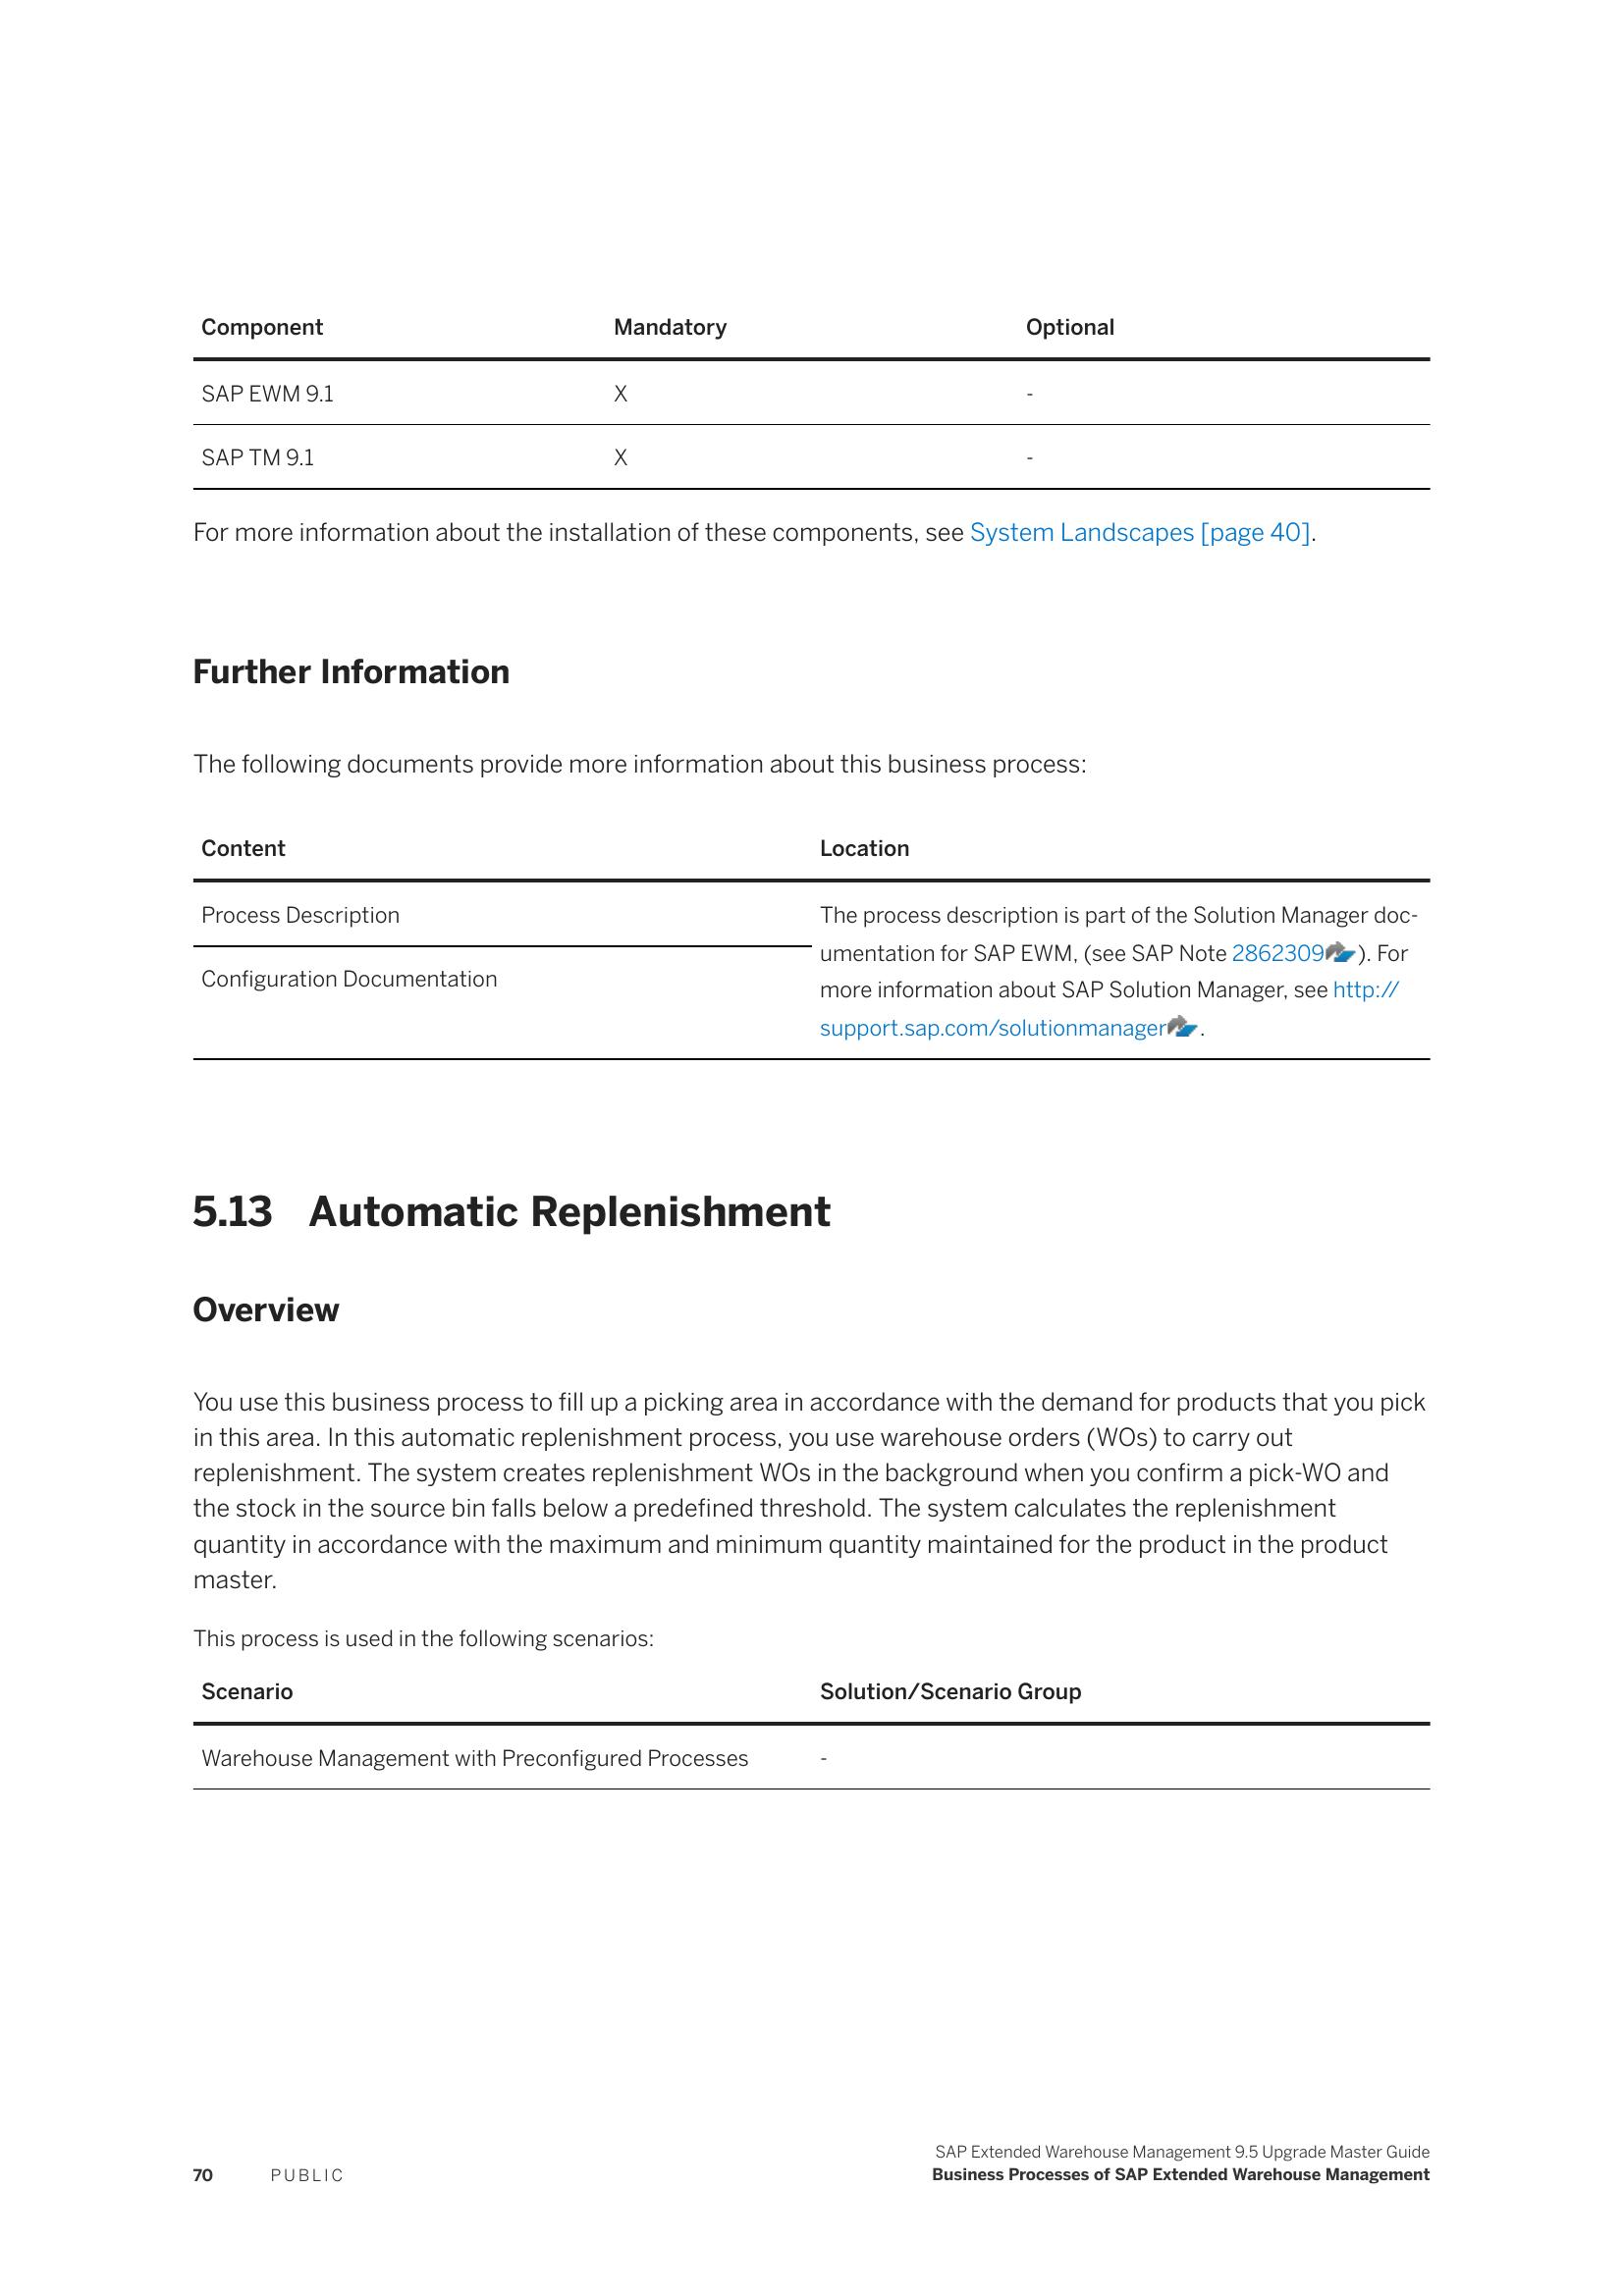 Component Mandatory Optional
SAP EWM 9.1 X -
SAP TM 9.1 X -
For more information about the installation of these components, see System Landscapes [page 40].
Further Information
The following documents provide more information about this business process:
Content Location
Process Description
Configuration Documentation
The process description is part of the Solution Manager doc-
umentation for SAP EWM, (see SAP Note 2862309). For
more information about SAP Solution Manager, see http://
support.sap.com/solutionmanager.
5.13 Automatic Replenishment
Overview
You use this business process to fill up a picking area in accordance with the demand for products that you pick
in this area. In this automatic replenishment process, you use warehouse orders (WOs) to carry out
replenishment. The system creates replenishment WOs in the background when you confirm a pick-WO and
the stock in the source bin falls below a predefined threshold. The system calculates the replenishment
quantity in accordance with the maximum and minimum quantity maintained for the product in the product
master.
This process is used in the following scenarios:
Scenario Solution/Scenario Group
Warehouse Management with Preconfigured Processes -
SAP Extended Warehouse Management 9.5 Upgrade Master Guide
70 PUBLIC Business Processes of SAP Extended Warehouse Management